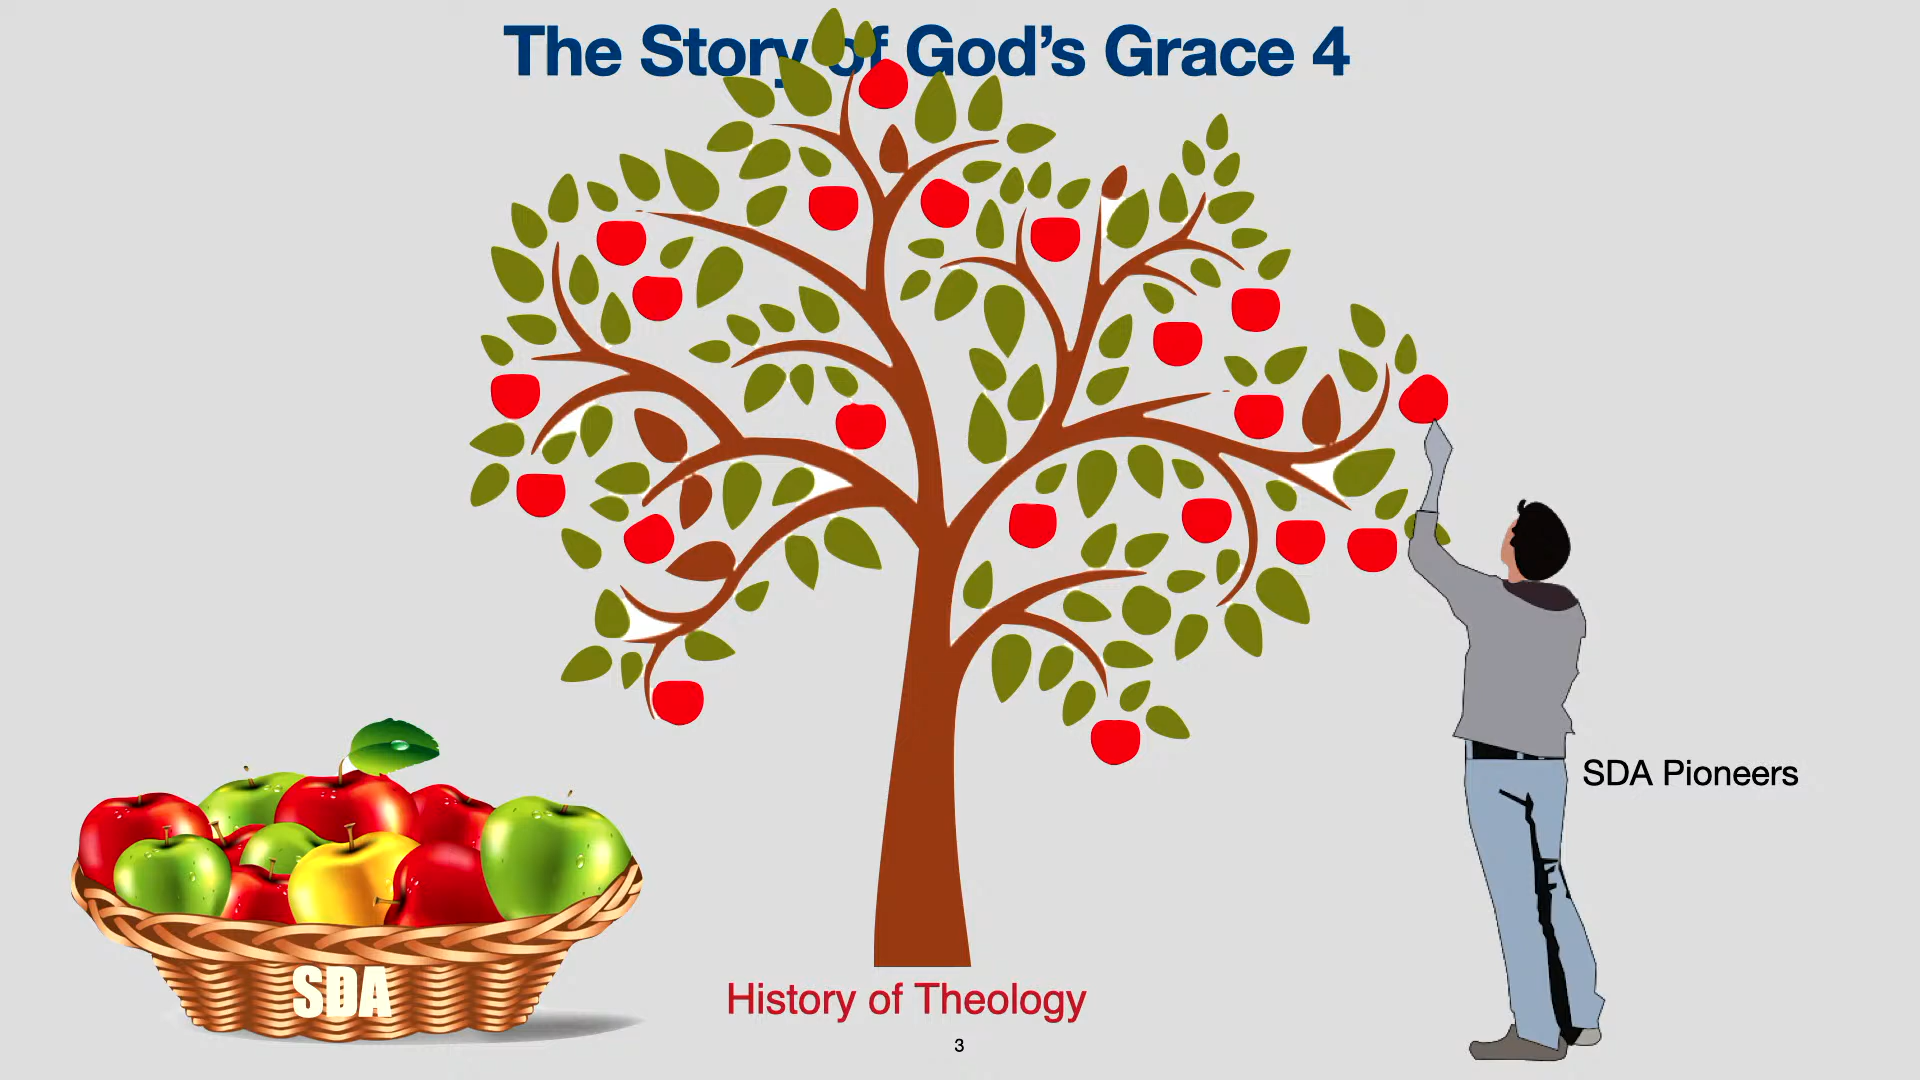 The Story of God’s Grace 4
SDA Pioneers
SDA
History of Theology
3